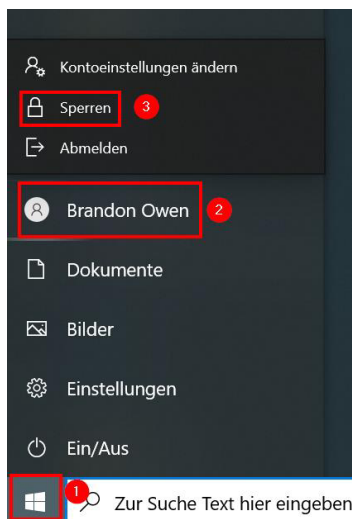 Kontoeinstellungen ändern
Sperren 3
Abmelden
Brandon Owen 2
Dokumente
Bilder
Einstellungen
Ein/Aus
1 Zur Suche Text hier eingeben